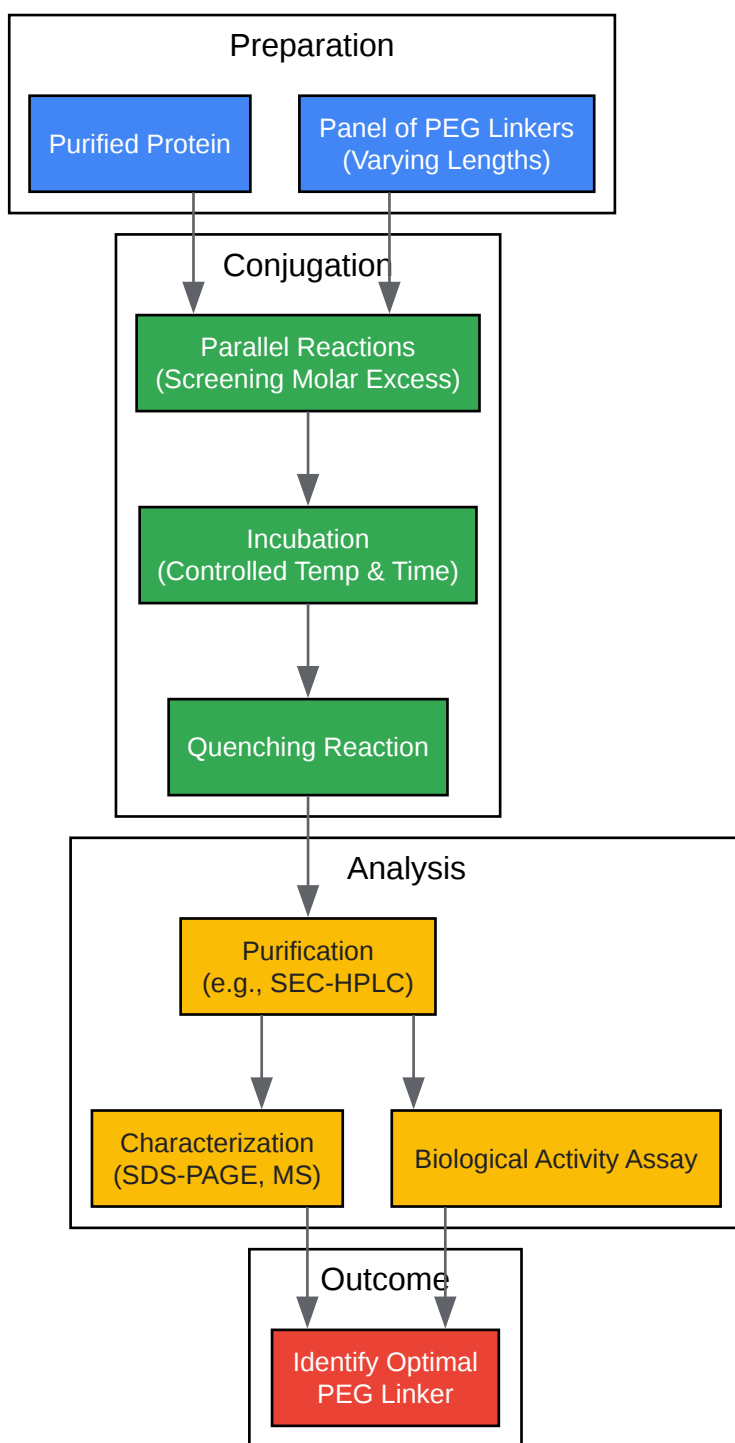 Preparation
Purified Protein
Panel of PEG Linkers
(Varying Lengths)
Conjugation
Parallel Reactions
(Screening Molar Excess)
Incubation
(Controlled Temp & Time)
Quenching Reaction
Analysis
Purification
(e.g., SEC-HPLC)
Characterization
(SDS-PAGE, MS)
Biological Activity Assay
Outcome
Identify Optimal
PEG Linker